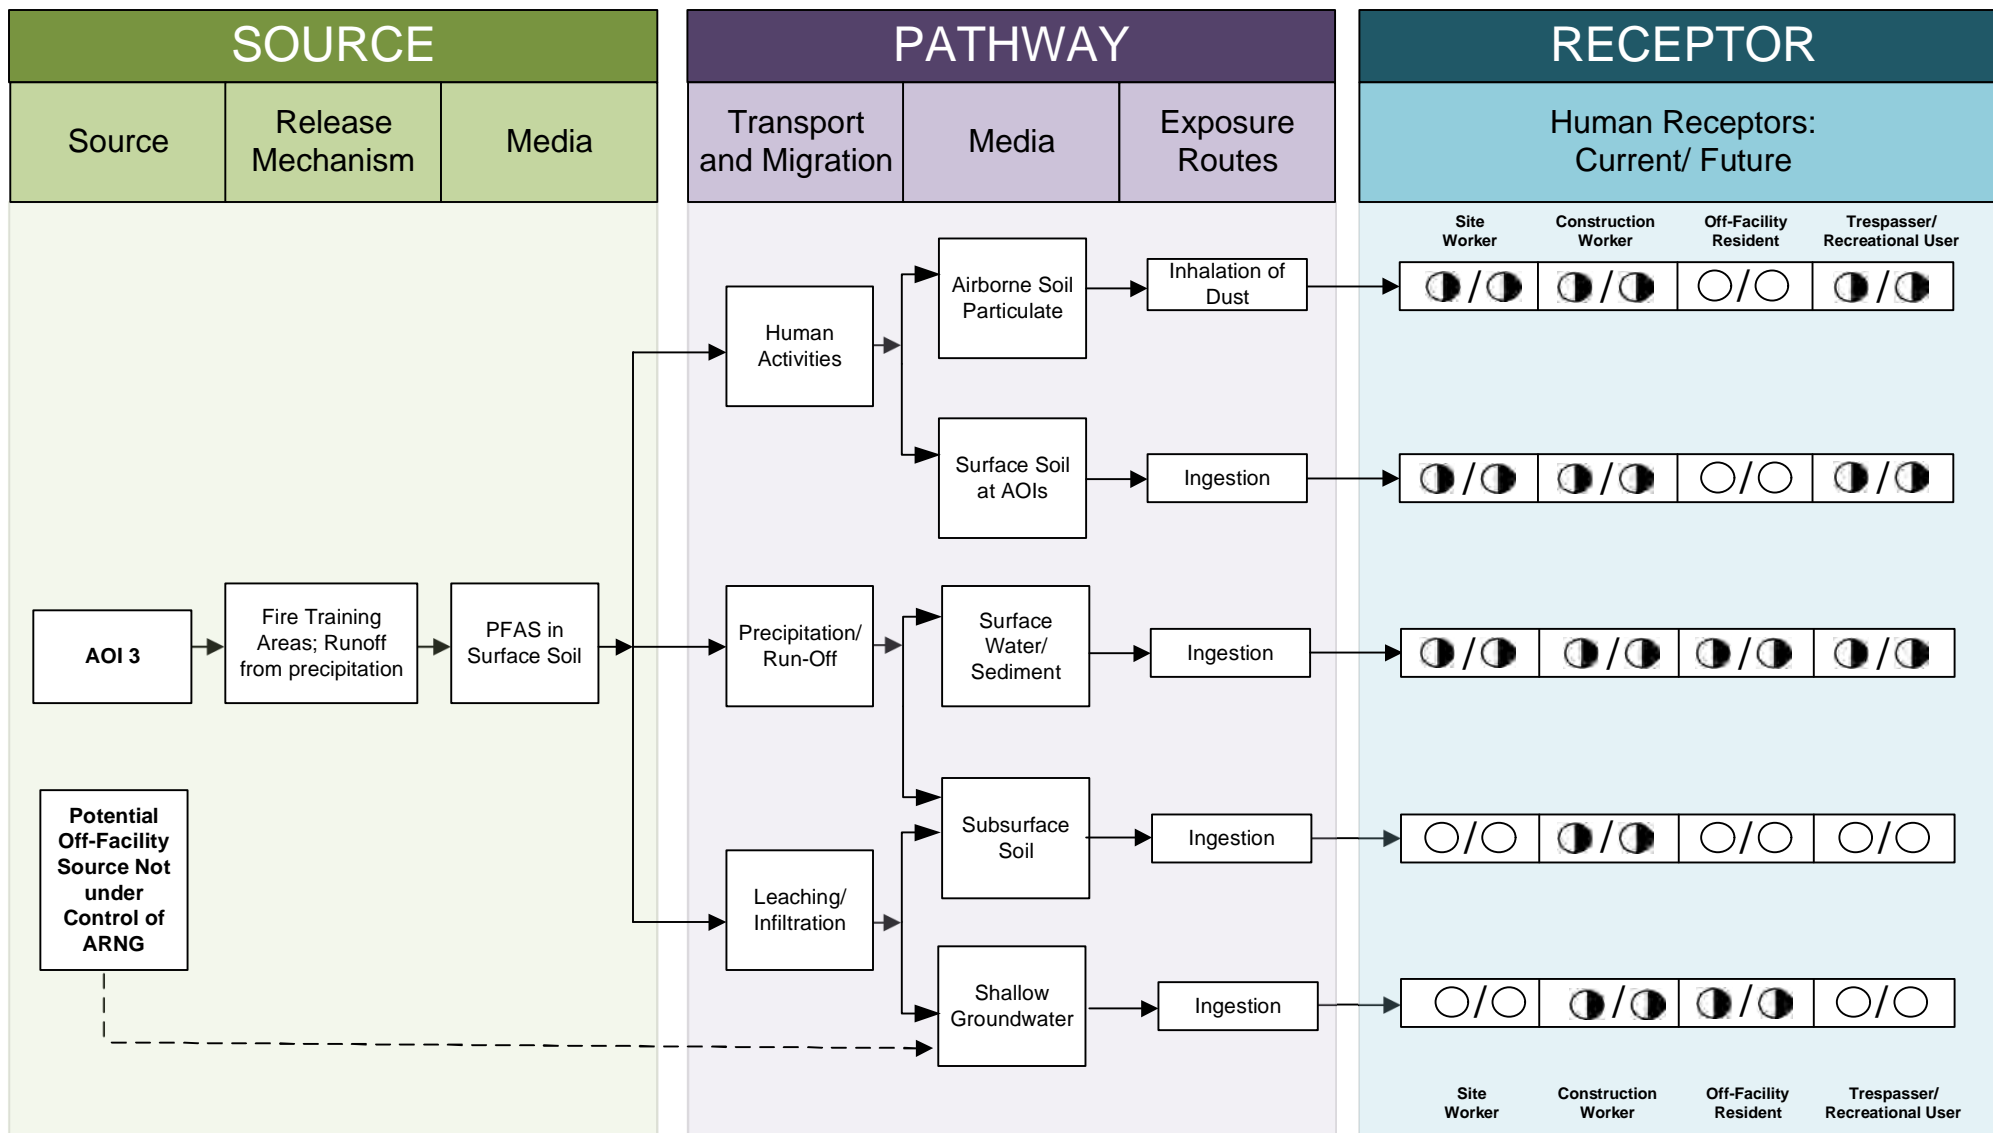 SOURCE
PATHWAY
RECEPTOR
Source
Release
Mechanism
Media
Transport
and Migration
Media
Exposure
Routes
Human Receptors:
Current/ Future
Site
Worker
Construction
Worker
Off-Facility
Resident
Trespasser/
Recreational User
Human
Activities
Airborne Soil
Particulate
Inhalation of
Dust
/
/
/
/
Surface Soil
at AOIs
Ingestion
/
/
/
/
AOI 3
Fire Training
Areas; Runoff
from precipitation
PFAS in
Surface Soil
Precipitation/
Run-Off
Surface
Water/
Sediment
Ingestion
/
/
/
/
Potential
Off-Facility
Source Not
under
Control of
ARNG
Leaching/
Infiltration
Subsurface
Soil
Ingestion
/
/
/
/
Shallow
Groundwater
Ingestion
/
/
/
/
Site
Worker
Construction
Worker
Off-Facility
Resident
Trespasser/
Recreational User